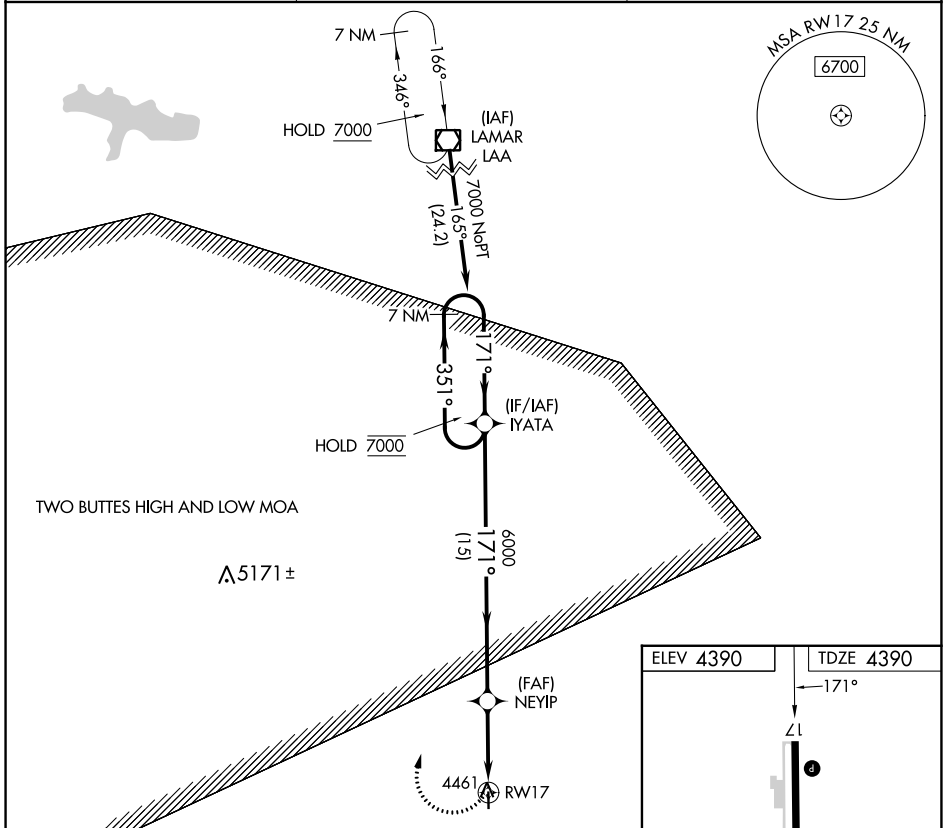 7 NM
166°
346°
HOLD 7000
(IAF)
LAMAR
LAA
MSA RW17 25 NM
6700
7000 NoPT
165°
(24.2)
7 NM
171°
351°
(IF/IAF)
IYATA
HOLD 7000
TWO BUTTES HIGH AND LOW MOA
5171±
6000
171°
(15)
(FAF)
NEYIP
4461
RW17
ELEV 4390
TDZE 4390
171°
17
P